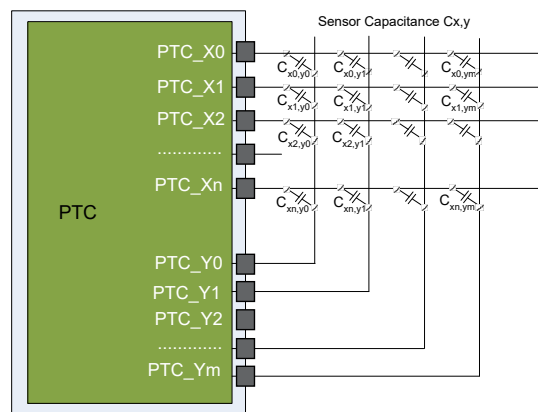 Sensor Capacitance Cx,y
PTC_X0
Cx0,y0 Cx0,y1 Cx0,ym
PTC_X1
Cx1,y0 Cx1,y1 Cx1,ym
PTC_X2
Cx2,y0 Cx2,y1
.............
PTC_Xn
Cxn,y0 Cxn,y1 Cxn,ym
PTC
PTC_Y0
PTC_Y1
PTC_Y2
.............
PTC_Ym